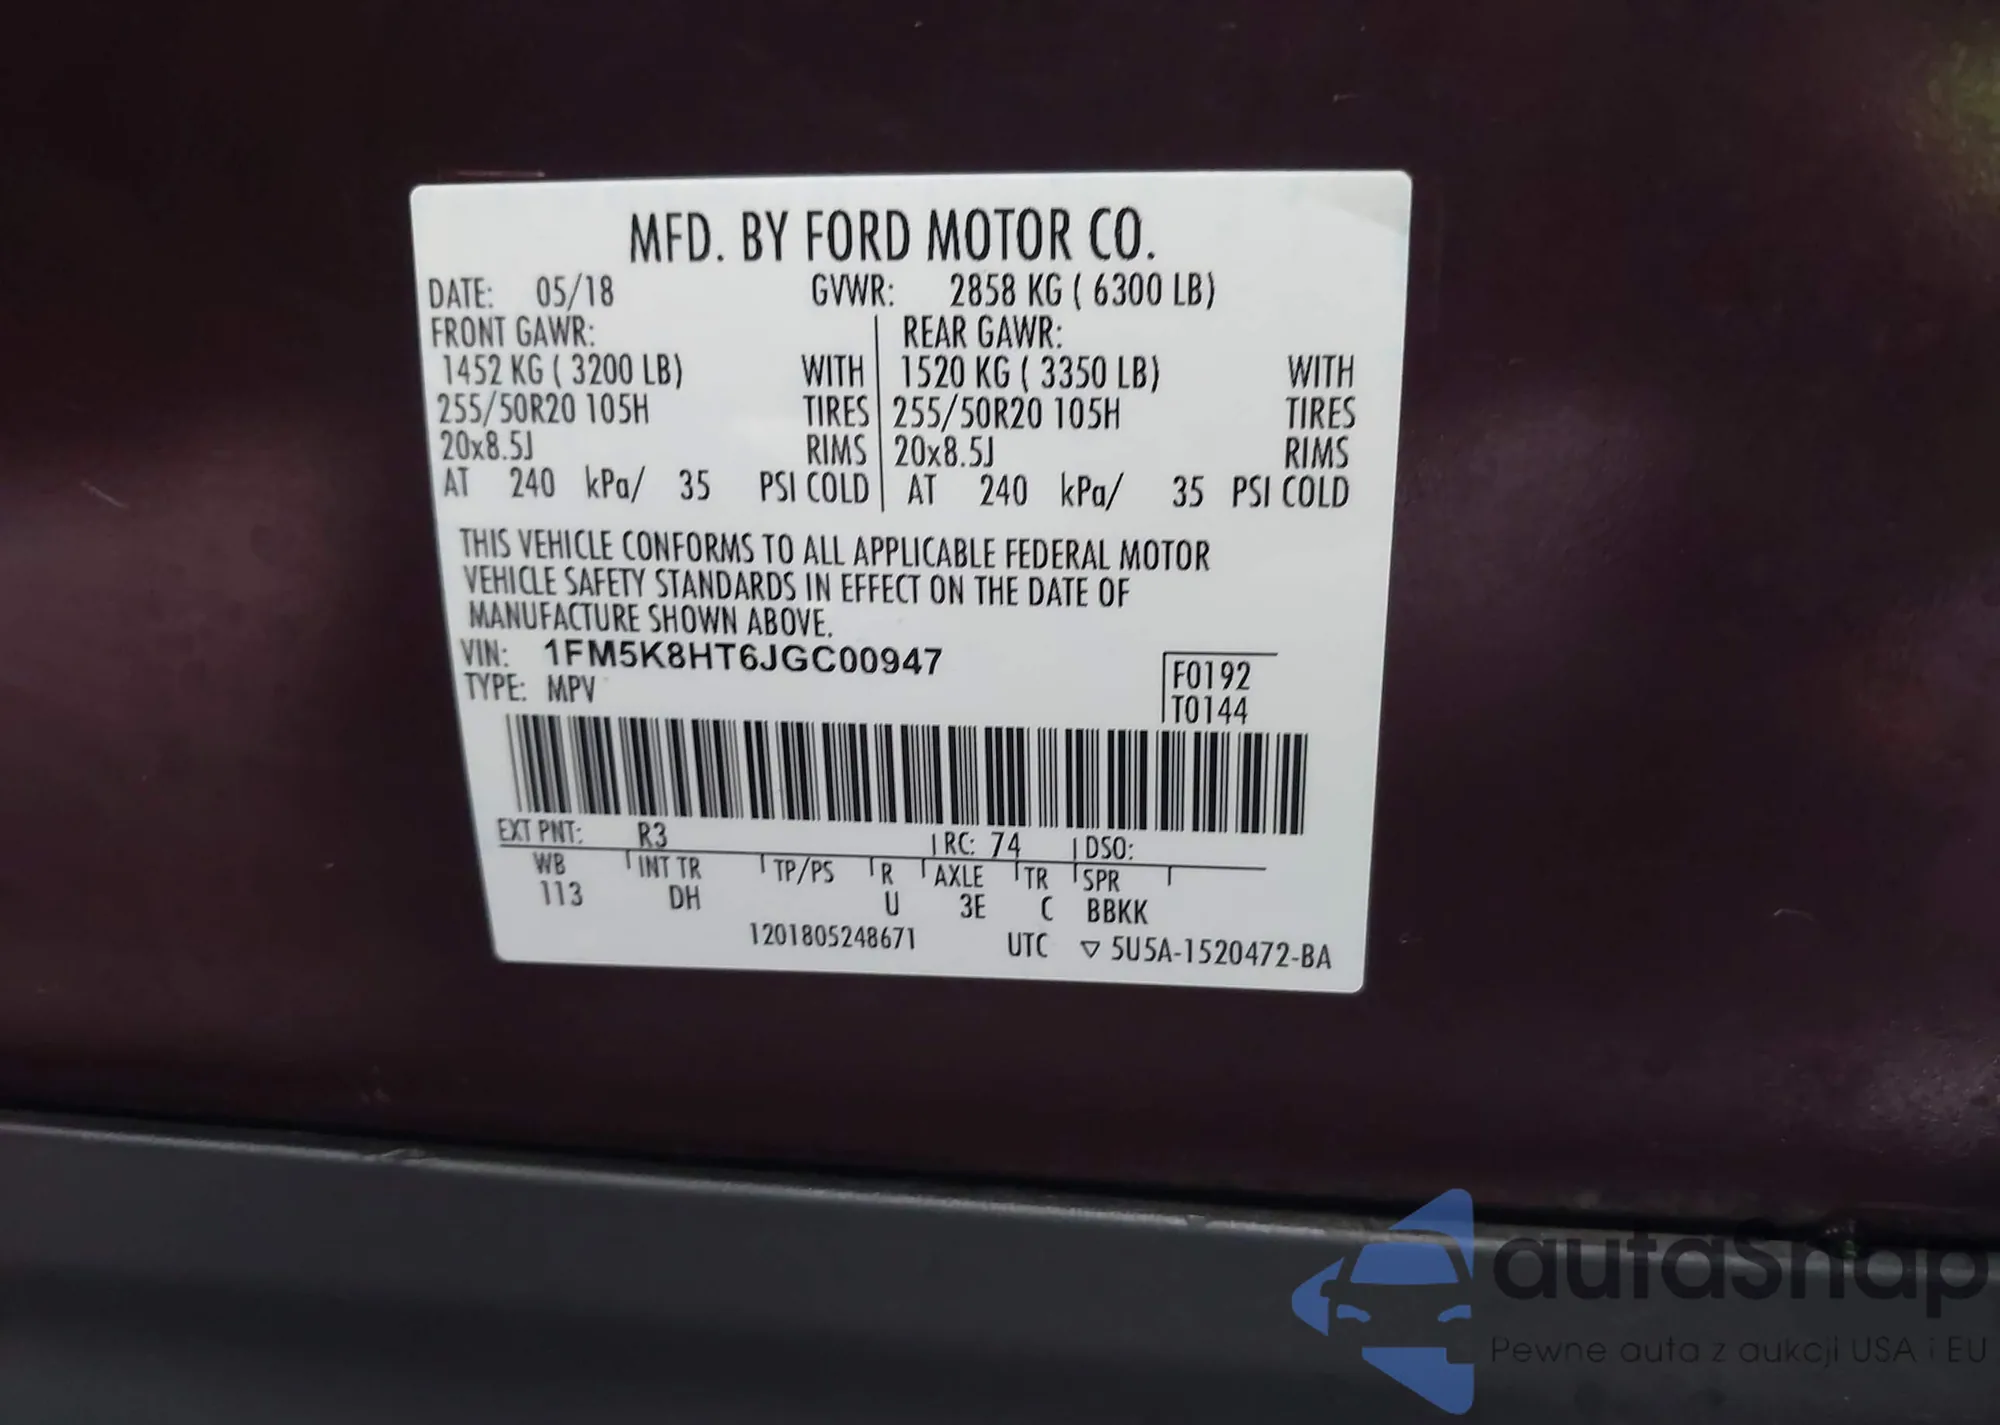 MFD. BY FORD MOTOR CO.
DATE: 05/18 GVWR: 2858 KG ( 6300 LB)
FRONT GAWR: REAR GAWR:
1452 KG ( 3200 LB) WITH 1520 KG ( 3350 LB) WITH
255/50R20 105H TIRES 255/50R20 105H TIRES
20x8.5J RIMS 20x8.5J RIMS
AT 240 kPa/ 35 PSI COLD AT 240 kPa/ 35 PSI COLD
THIS VEHICLE CONFORMS TO ALL APPLICABLE FEDERAL MOTOR
VEHICLE SAFETY STANDARDS IN EFFECT ON THE DATE OF
MANUFACTURE SHOWN ABOVE.
VIN: 1FM5K8HT6JGC00947
TYPE: MPV
F0192
T0144
EXT PNT: R3 RC: 74 DSO:
WB INT TR TP/PS R AXLE TR SPR
113 DH U 3E C BBKK
1201805248671 UTC ▽ 5U5A-1520472-BA
autaSnap
Pewne auta z aukcji USA i EU